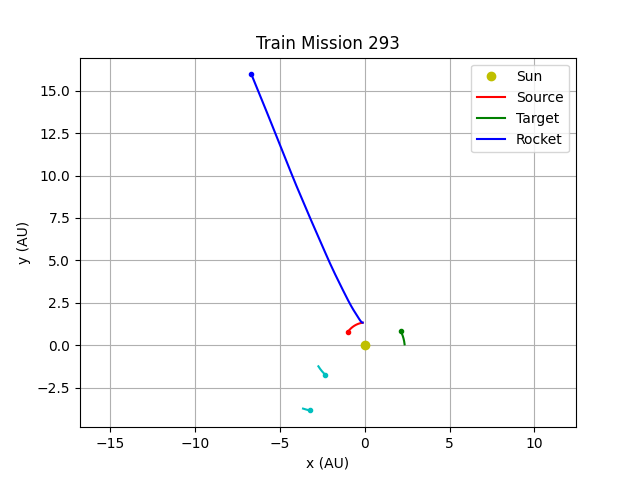 Train Mission 293
Sun
Source
Target
Rocket
15.0
12.5
10.0
7.5
5.0
2.5
0.0
−2.5
y (AU)
−15 −10 −5 0 5 10
x (AU)